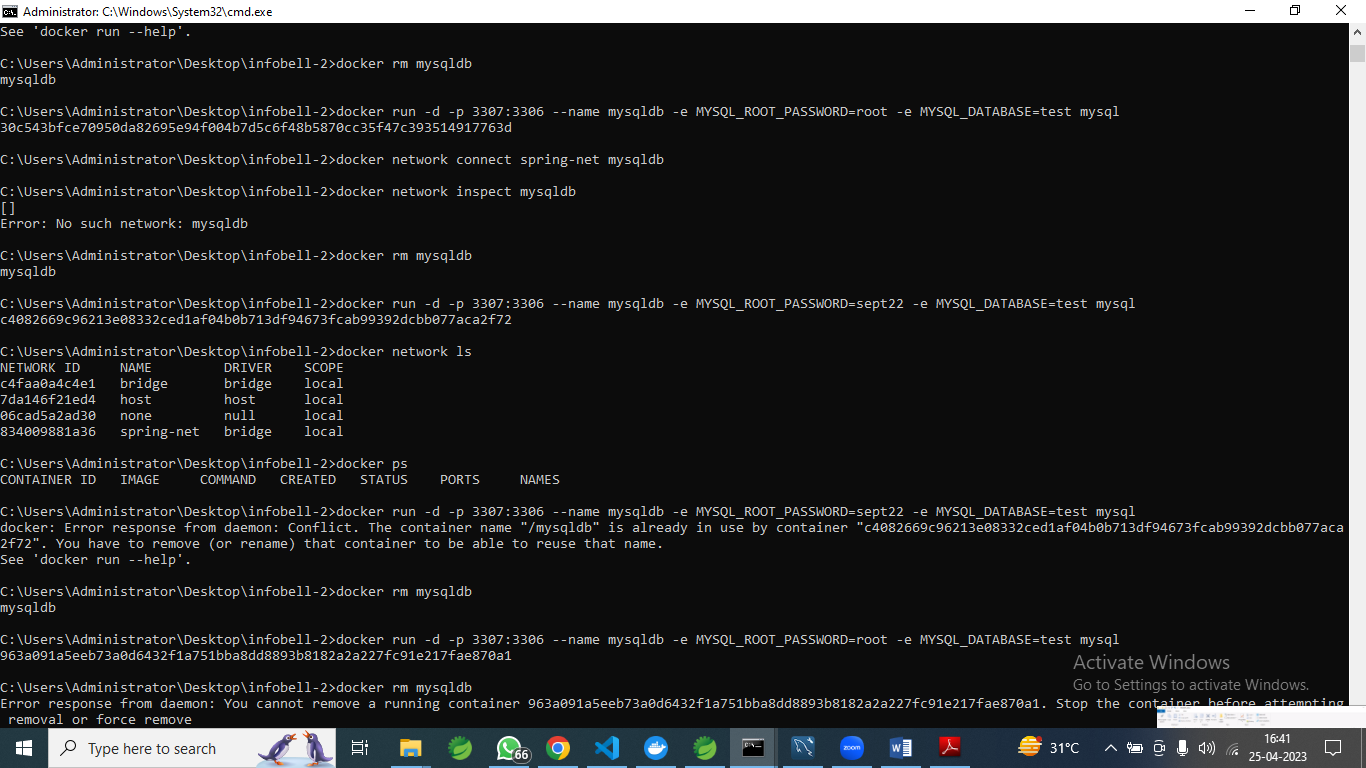 Administrator: C:\Windows\System32\cmd.exe
See 'docker run --help'.
C:\Users\Administrator\Desktop\infobell-2>docker rm mysqldb
mysqldb
C:\Users\Administrator\Desktop\infobell-2>docker run -d -p 3307:3306 --name mysqldb -e MYSQL_ROOT_PASSWORD=root -e MYSQL_DATABASE=test mysql
30c543bfce70950da82695e94f004b7d5c6f48b5870cc35f47c393514917763d
C:\Users\Administrator\Desktop\infobell-2>docker network connect spring-net mysqldb
C:\Users\Administrator\Desktop\infobell-2>docker network inspect mysqldb
[]
Error: No such network: mysqldb
C:\Users\Administrator\Desktop\infobell-2>docker rm mysqldb
mysqldb
C:\Users\Administrator\Desktop\infobell-2>docker run -d -p 3307:3306 --name mysqldb -e MYSQL_ROOT_PASSWORD=sept22 -e MYSQL_DATABASE=test mysql
c4082669c96213e08332ced1af04b0b713df94673fcab99392dcbb077aca2f72
C:\Users\Administrator\Desktop\infobell-2>docker network ls
NETWORK ID     NAME         DRIVER    SCOPE
c4faa0a4c4e1   bridge       bridge    local
7da146f21ed4   host         host      local
06cad5a2ad30   none         null      local
834009881a36   spring-net   bridge    local
C:\Users\Administrator\Desktop\infobell-2>docker ps
CONTAINER ID   IMAGE     COMMAND   CREATED   STATUS    PORTS     NAMES
C:\Users\Administrator\Desktop\infobell-2>docker run -d -p 3307:3306 --name mysqldb -e MYSQL_ROOT_PASSWORD=sept22 -e MYSQL_DATABASE=test mysql
docker: Error response from daemon: Conflict. The container name "/mysqldb" is already in use by container "c4082669c96213e08332ced1af04b0b713df94673fcab99392dcbb077aca
2f72". You have to remove (or rename) that container to be able to reuse that name.
See 'docker run --help'.
C:\Users\Administrator\Desktop\infobell-2>docker rm mysqldb
mysqldb
C:\Users\Administrator\Desktop\infobell-2>docker run -d -p 3307:3306 --name mysqldb -e MYSQL_ROOT_PASSWORD=root -e MYSQL_DATABASE=test mysql
963a091a5eeb73a0d6432f1a751bba8dd8893b8182a2a227fc91e217fae870a1
Activate Windows
Go to Settings to activate Windows.
C:\Users\Administrator\Desktop\infobell-2>docker rm mysqldb
Error response from daemon: You cannot remove a running container 963a091a5eeb73a0d6432f1a751bba8dd8893b8182a2a227fc91e217fae870a1. Stop the container before attempting
removal or force remove
Type here to search
66
zoom
31°C
16:41
25-04-2023